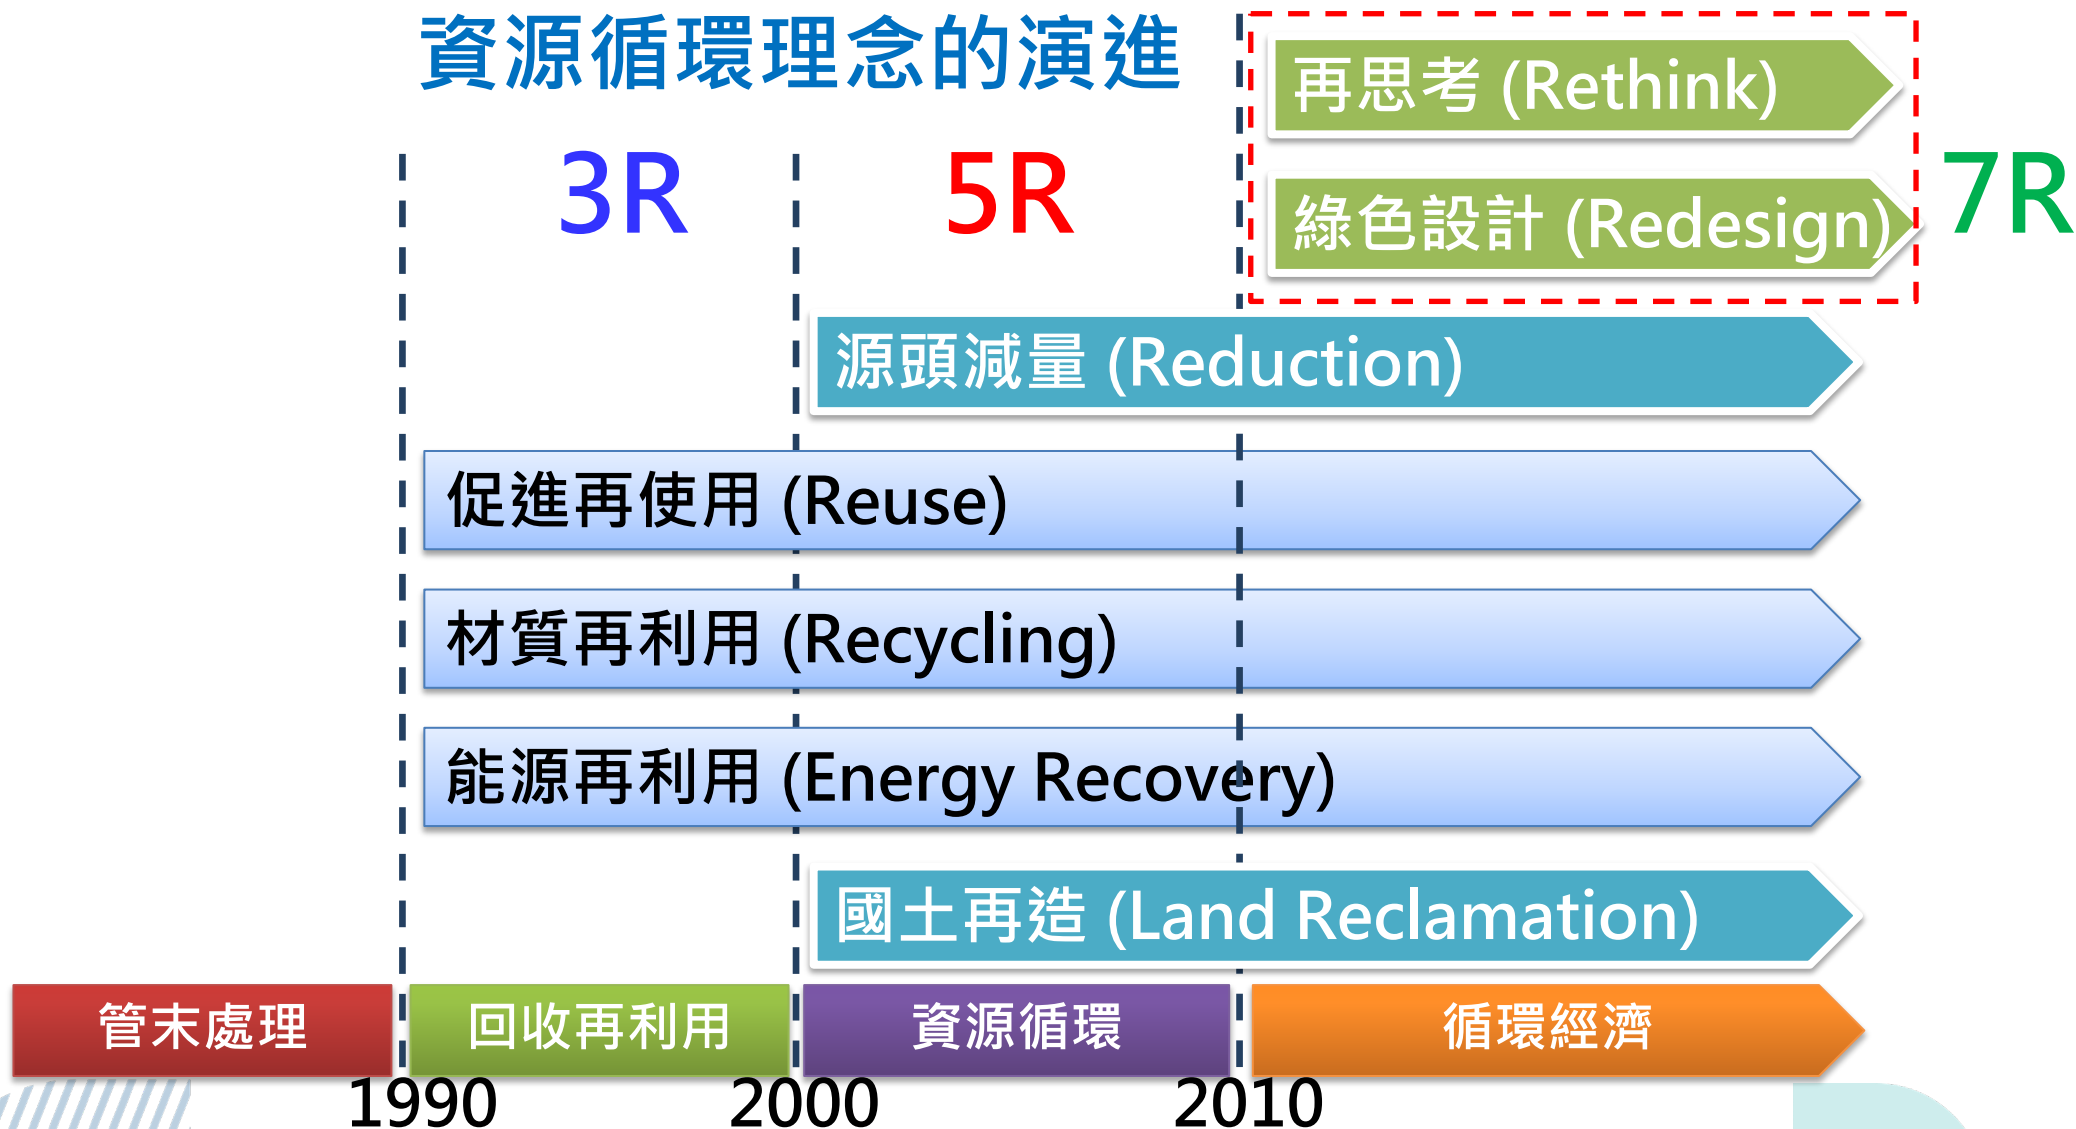 資源循環理念的演進
再思考 (Rethink)
3R
5R
綠色設計 (Redesign)
7R
源頭減量 (Reduction)
促進再使用 (Reuse)
材質再利用 (Recycling)
能源再利用 (Energy Recovery)
國土再造 (Land Reclamation)
管末處理
回收再利用
資源循環
循環經濟
1990
2000
2010